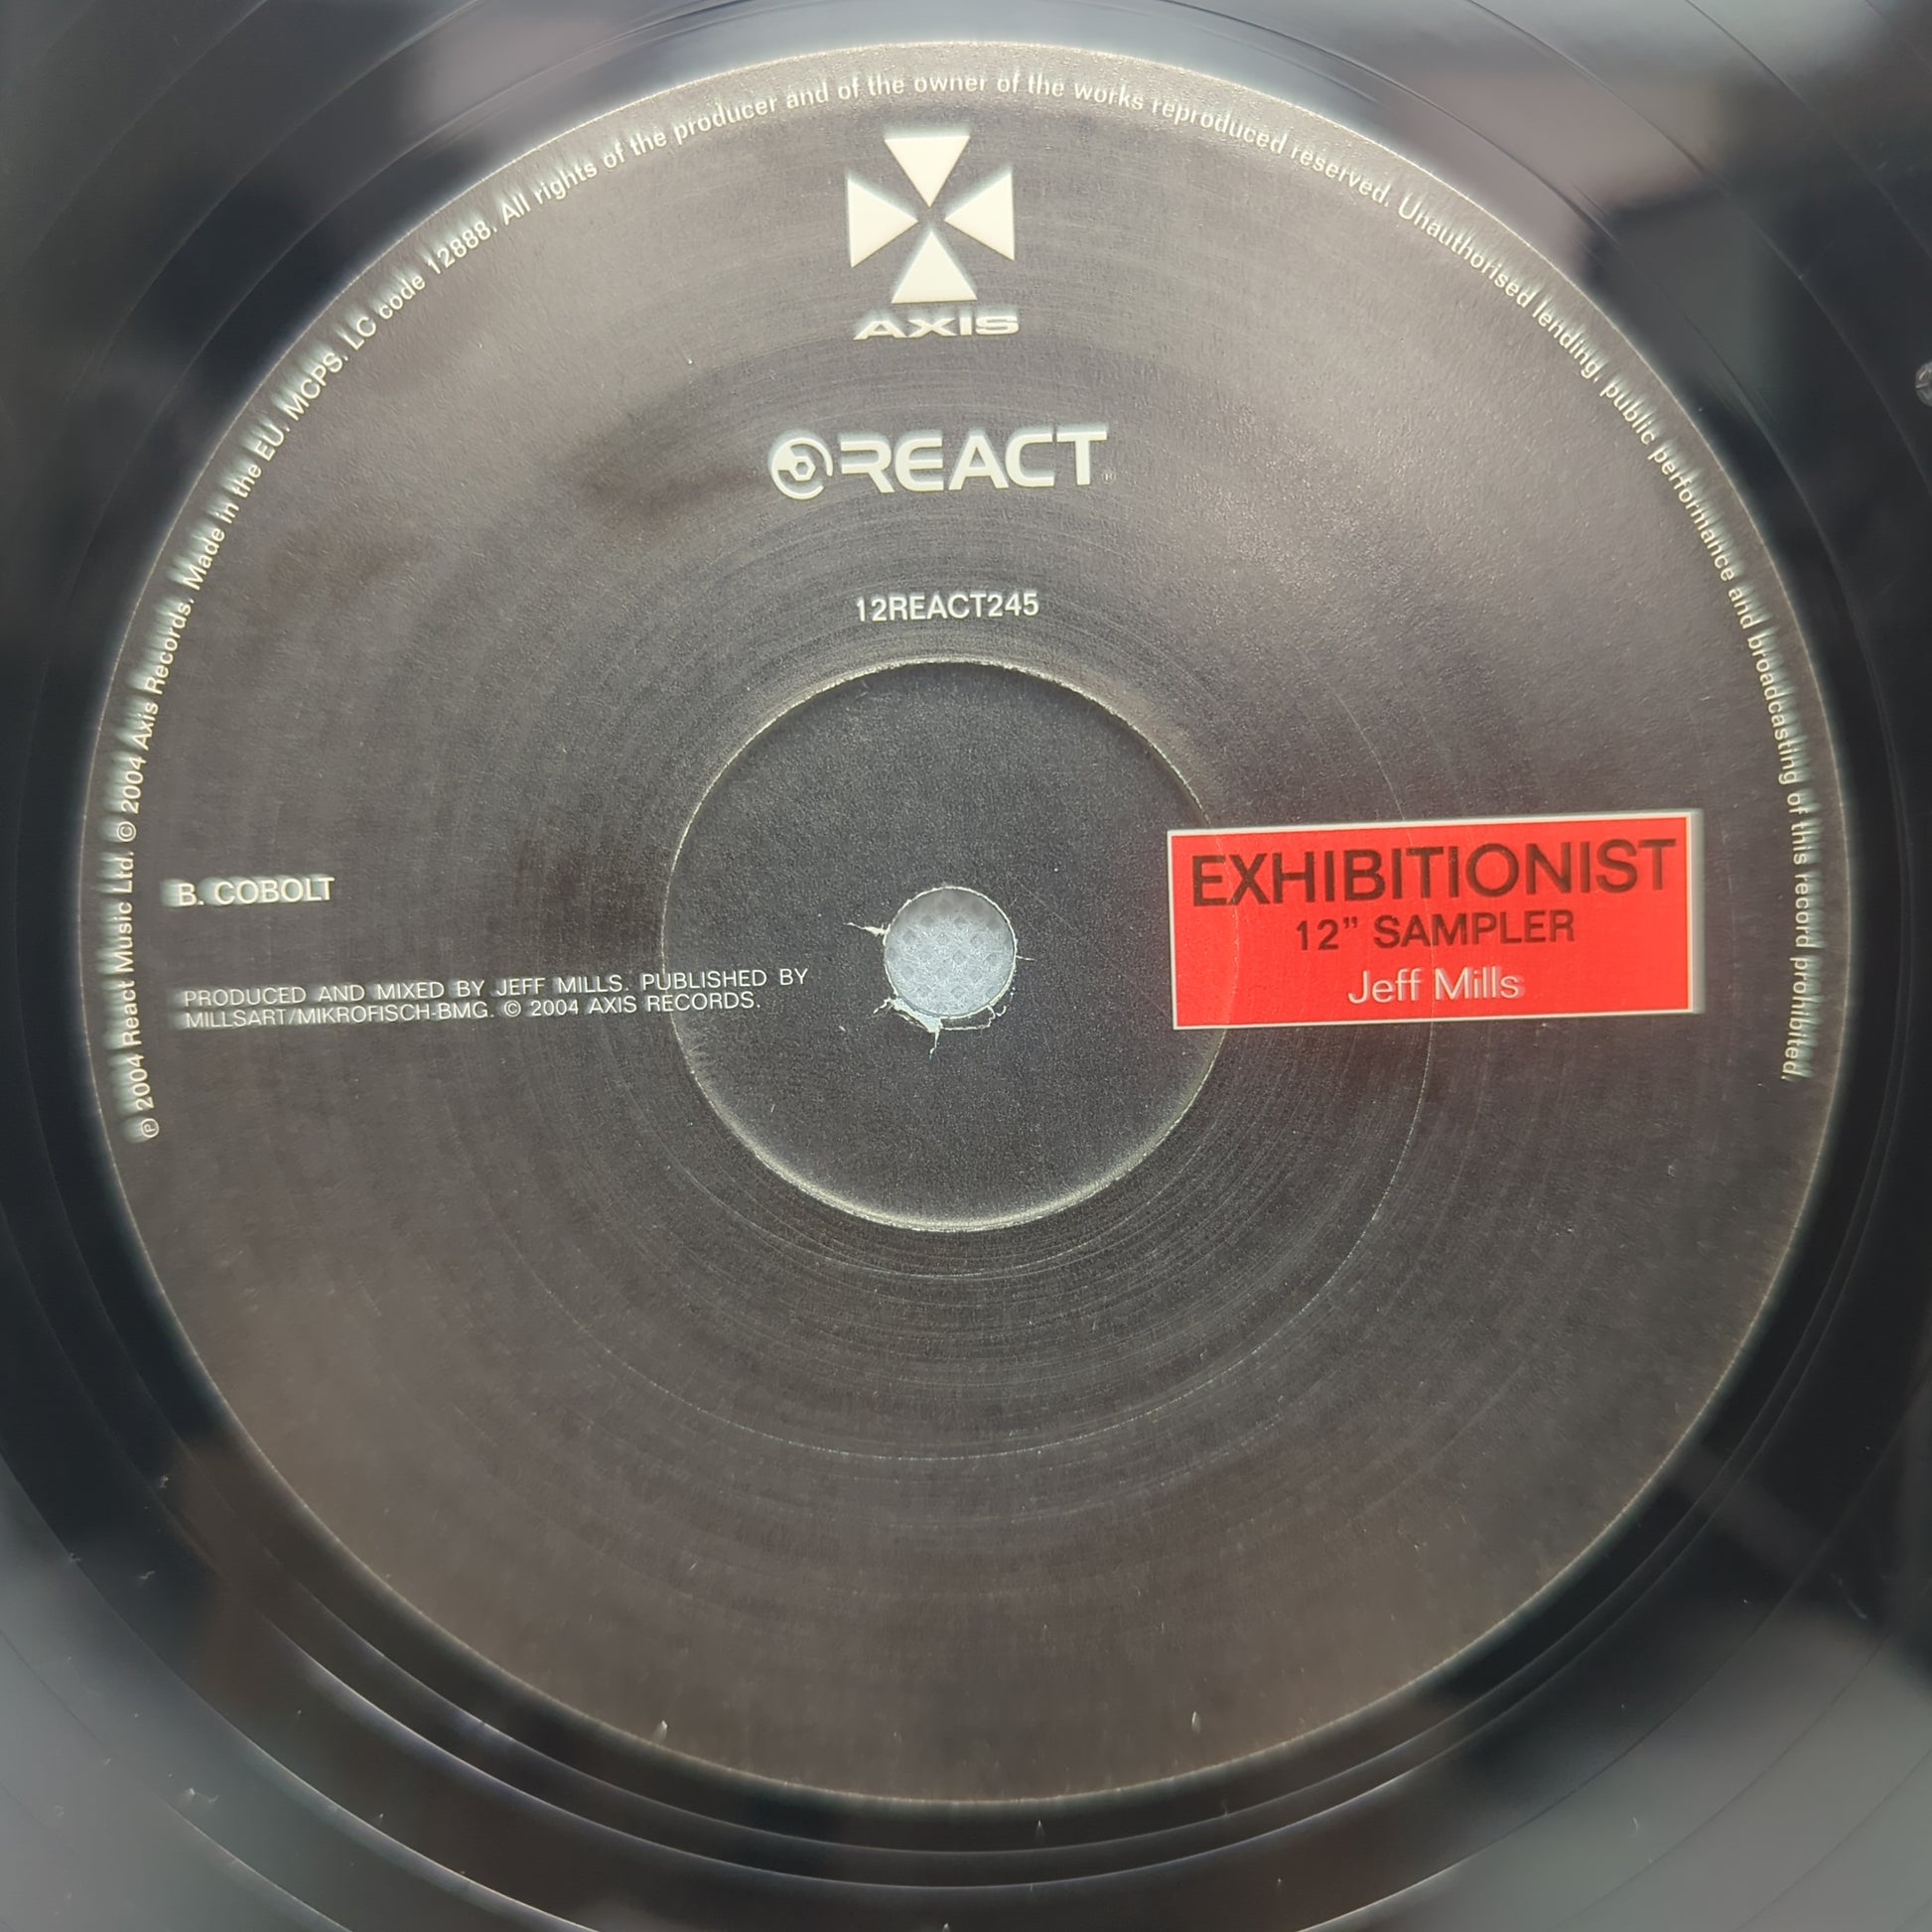 ℗ 2004 React Music Ltd. © 2004 Axis Records. Made in the EU. MCPS. LC code 12888. All rights of the producer and of the owner of the works reproduced reserved. Unauthorised lending, public performance and broadcasting of this record prohibited,
AXIS
REACT
12REACT245
B. COBOLT
PRODUCED AND MIXED BY JEFF MILLS. PUBLISHED BY
MILLSART/MIKROFISCH-BMG. © 2004 AXIS RECORDS.
EXHIBITIONIST
12” SAMPLER
Jeff Mills